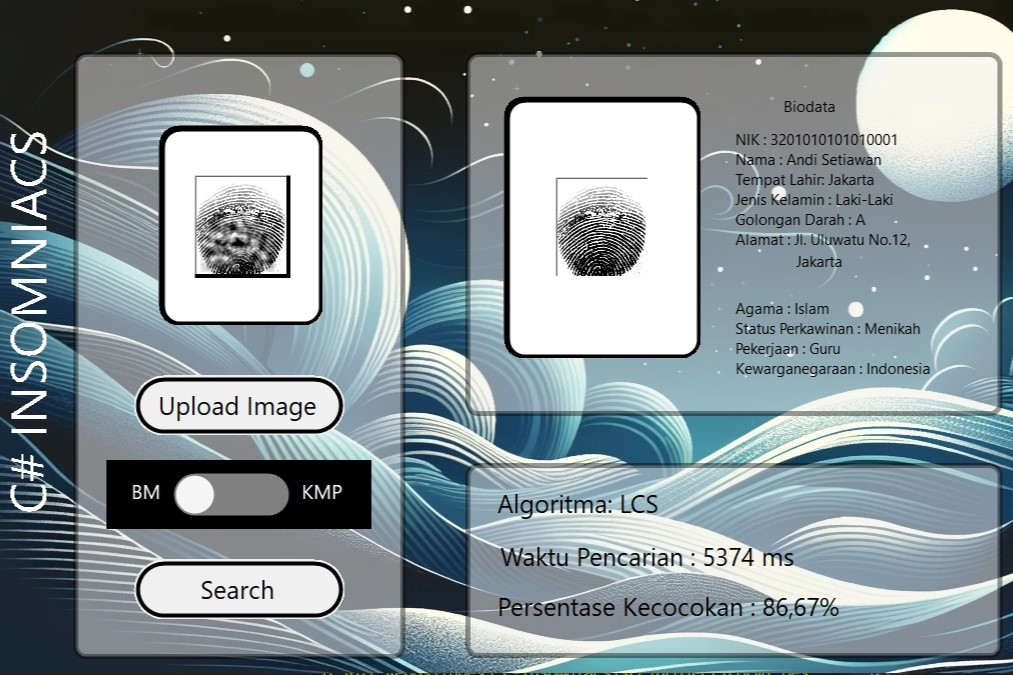 C# INSOMNIACS
Upload Image
BM KMP
Search
Biodata
NIK : 3201010101010001
Nama : Andi Setiawan
Tempat Lahir: Jakarta
Jenis Kelamin : Laki-Laki
Golongan Darah : A
Alamat : Jl. Uluwatu No.12,
Jakarta
Agama : Islam
Status Perkawinan : Menikah
Pekerjaan : Guru
Kewarganegaraan : Indonesia
Algoritma: LCS
Waktu Pencarian : 5374 ms
Persentase Kecocokan : 86,67%